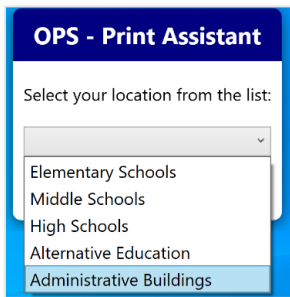 OPS - Print Assistant
Select your location from the list:
Elementary Schools
Middle Schools
High Schools
Alternative Education
Administrative Buildings